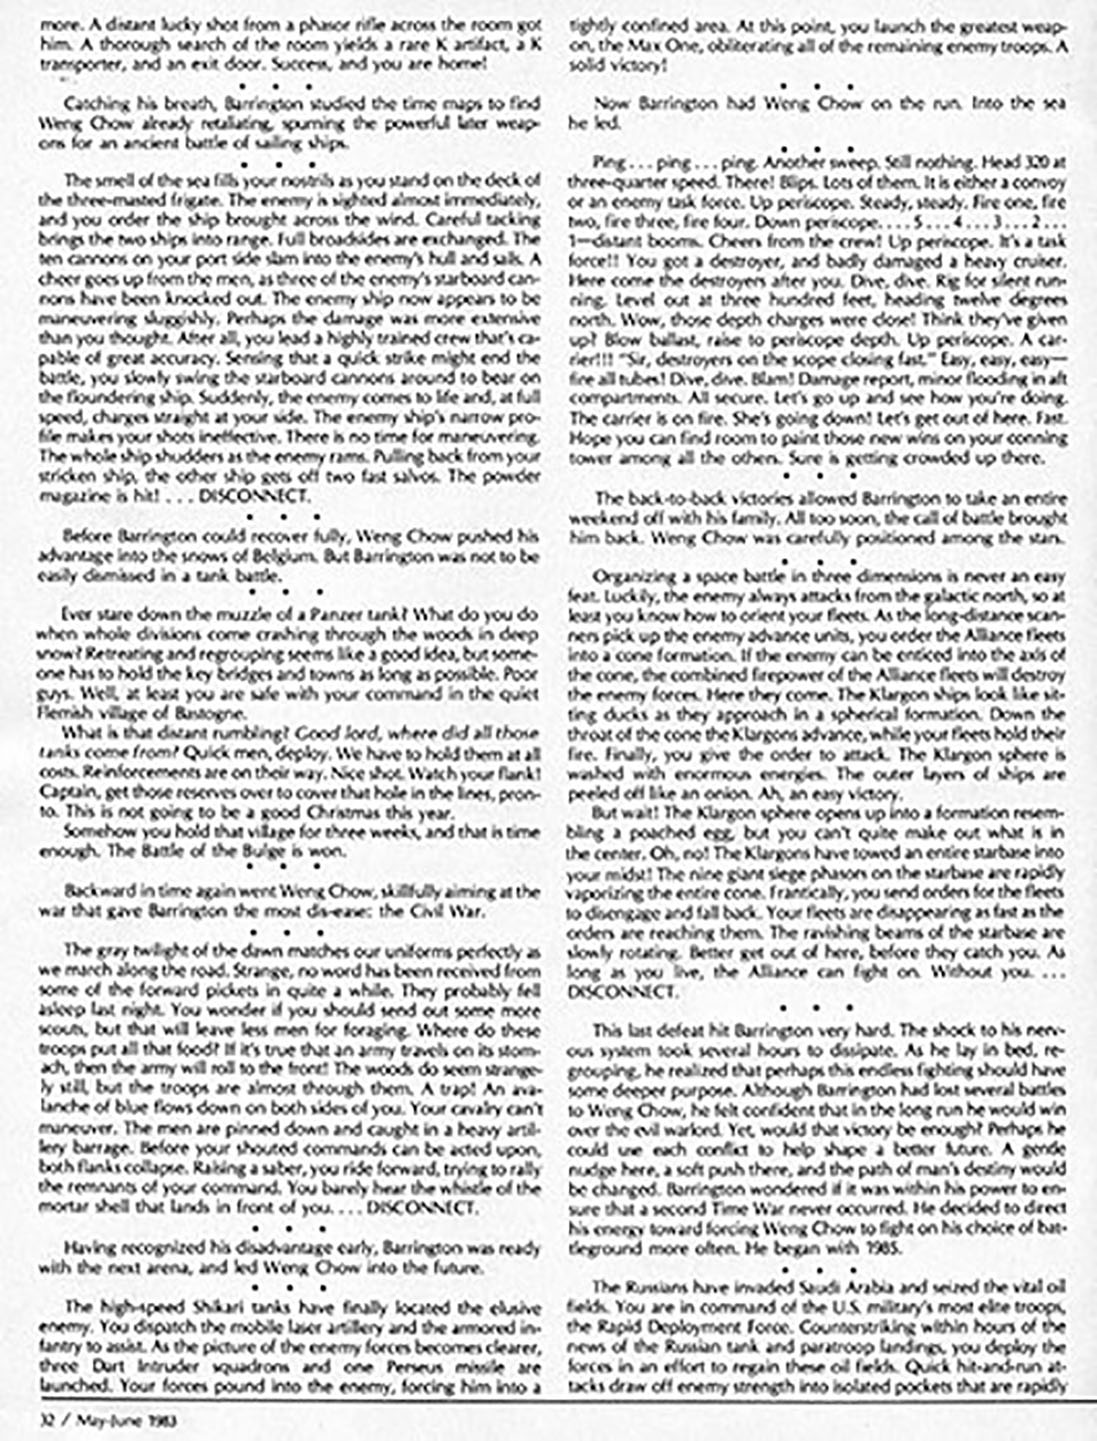 more. A distant lucky shot from a phasor rifle across the room got
him. A thorough search of the room yields a rare K artifact, a K
transporter, and an exit door. Success, and you are home!
• • •
Catching his breath, Barrington studied the time maps to find
Weng Chow already retaliating, spurning the powerful later weap-
ons for an ancient battle of sailing ships.
• • •
The smell of the sea fills your nostrils as you stand on the deck of
the three-masted frigate. The enemy is sighted almost immediately,
and you order the ship brought across the wind. Careful tacking
brings the two ships into range. Full broadsides are exchanged. The
ten cannons on your port side slam into the enemy's hull and sails. A
cheer goes up from the men, as three of the enemy's starboard can-
nons have been knocked out. The enemy ship now appears to be
maneuvering sluggishly. Perhaps the damage was more extensive
than you thought. After all, you lead a highly trained crew that's ca-
pable of great accuracy. Sensing that a quick strike might end the
battle, you slowly swing the starboard cannons around to bear on
the floundering ship. Suddenly, the enemy comes to life and, at full
speed, charges straight at your side. The enemy ship's narrow pro-
file makes your shots ineffective. There is no time for maneuvering.
The whole ship shudders as the enemy rams. Pulling back from your
stricken ship, the other ship gets off two fast salvos. The powder
magazine is hit! . . . DISCONNECT.
• • •
Before Barrington could recover fully, Weng Chow pushed his
advantage into the snows of Belgium. But Barrington was not to be
easily dismissed in a tank battle.
• • •
Ever stare down the muzzle of a Panzer tank? What do you do
when whole divisions come crashing through the woods in deep
snow? Retreating and regrouping seems like a good idea, but some-
one has to hold the key bridges and towns as long as possible. Poor
guys. Well, at least you are safe with your command in the quiet
Flemish village of Bastogne.
What is that distant rumbling? Good lord, where did all those
tanks come from? Quick men, deploy. We have to hold them at all
costs. Reinforcements are on their way. Nice shot. Watch your flank!
Captain, get those reserves over to cover that hole in the lines, pron-
to. This is not going to be a good Christmas this year.
Somehow you hold that village for three weeks, and that is time
enough. The Battle of the Bulge is won.
• • •
Backward in time again went Weng Chow, skillfully aiming at the
war that gave Barrington the most dis-ease: the Civil War.
• • •
The gray twilight of the dawn matches our uniforms perfectly as
we march along the road. Strange, no word has been received from
some of the forward pickets in quite a while. They probably fell
asleep last night. You wonder if you should send out some more
scouts, but that will leave less men for foraging. Where do these
troops put all that food? If it's true that an army travels on its stom-
ach, then the army will roll to the front! The woods do seem strange-
ly still, but the troops are almost through them. A trap! An ava-
lanche of blue flows down on both sides of you. Your cavalry can't
maneuver. The men are pinned down and caught in a heavy artil-
lery barrage. Before your shouted commands can be acted upon,
both flanks collapse. Raising a saber, you ride forward, trying to rally
the remnants of your command. You barely hear the whistle of the
mortar shell that lands in front of you. . . . DISCONNECT.
• • •
Having recognized his disadvantage early, Barrington was ready
with the next arena, and led Weng Chow into the future.
• • •
The high-speed Shikari tanks have finally located the elusive
enemy. You dispatch the mobile laser artillery and the armored in-
fantry to assist. As the picture of the enemy forces becomes clearer,
three Dart Intruder squadrons and one Perseus missile are
launched. Your forces pound into the enemy, forcing him into a
tightly confined area. At this point, you launch the greatest weap-
on, the Max One, obliterating all of the remaining enemy troops. A
solid victory!
• • •
Now Barrington had Weng Chow on the run. Into the sea
he led.
• • •
Ping . . . ping . . . ping. Another sweep. Still nothing. Head 320 at
three-quarter speed. There! Blips. Lots of them. It is either a convoy
or an enemy task force. Up periscope. Steady, steady. Fire one, fire
two, fire three, fire four. Down periscope. . . . 5 . . . 4 . . . 3 . . . 2 . . .
1—distant booms. Cheers from the crew! Up periscope. It's a task
force!! You got a destroyer, and badly damaged a heavy cruiser.
Here come the destroyers after you. Dive, dive. Rig for silent run-
ning. Level out at three hundred feet, heading twelve degrees
north. Wow, those depth charges were close! Think they've given
up? Blow ballast, raise to periscope depth. Up periscope. A car-
rier!!! "Sir, destroyers on the scope closing fast." Easy, easy, easy—
fire all tubes! Dive, dive. Blam! Damage report, minor flooding in aft
compartments. All secure. Let's go up and see how you're doing.
The carrier is on fire. She's going down! Let's get out of here. Fast.
Hope you can find room to paint those new wins on your conning
tower among all the others. Sure is getting crowded up there.
• • •
The back-to-back victories allowed Barrington to take an entire
weekend off with his family. All too soon, the call of battle brought
him back. Weng Chow was carefully positioned among the stars.
• • •
Organizing a space battle in three dimensions is never an easy
feat. Luckily, the enemy always attacks from the galactic north, so at
least you know how to orient your fleets. As the long-distance scan-
ners pick up the enemy advance units, you order the Alliance fleets
into a cone formation. If the enemy can be enticed into the axis of
the cone, the combined firepower of the Alliance fleets will destroy
the enemy forces. Here they come. The Klargon ships look like sit-
ting ducks as they approach in a spherical formation. Down the
throat of the cone the Klargons advance, while your fleets hold their
fire. Finally, you give the order to attack. The Klargon sphere is
washed with enormous energies. The outer layers of ships are
peeled off like an onion. Ah, an easy victory.
But wait! The Klargon sphere opens up into a formation resem-
bling a poached egg, but you can't quite make out what is in
the center. Oh, no! The Klargons have towed an entire starbase into
your midst! The nine giant siege phasors on the starbase are rapidly
vaporizing the entire cone. Frantically, you send orders for the fleets
to disengage and fall back. Your fleets are disappearing as fast as the
orders are reaching them. The ravishing beams of the starbase are
slowly rotating. Better get out of here, before they catch you. As
long as you live, the Alliance can fight on. Without you. . . .
DISCONNECT.
• • •
This last defeat hit Barrington very hard. The shock to his nerv-
ous system took several hours to dissipate. As he lay in bed, re-
grouping, he realized that perhaps this endless fighting should have
some deeper purpose. Although Barrington had lost several battles
to Weng Chow, he felt confident that in the long run he would win
over the evil warlord. Yet, would that victory be enough? Perhaps he
could use each conflict to help shape a better future. A gentle
nudge here, a soft push there, and the path of man's destiny would
be changed. Barrington wondered if it was within his power to en-
sure that a second Time War never occurred. He decided to direct
his energy toward forcing Weng Chow to fight on his choice of bat-
tleground more often. He began with 1985.
• • •
The Russians have invaded Saudi Arabia and seized the vital oil
fields. You are in command of the U.S. military's most elite troops,
the Rapid Deployment Force. Counterstriking within hours of the
news of the Russian tank and paratroop landings, you deploy the
forces in an effort to regain these oil fields. Quick hit-and-run at-
tacks draw off enemy strength into isolated pockets that are rapidly
32 / May-June 1983